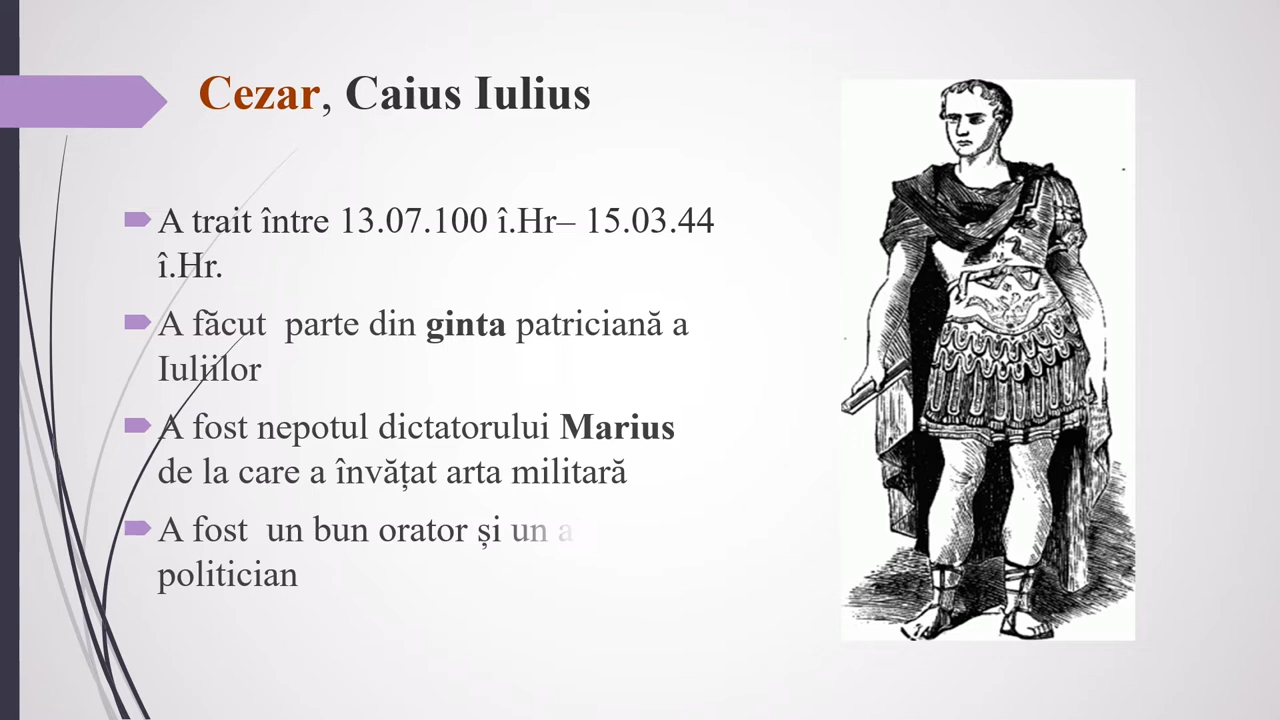 Cezar, Caius Iulius
A trait între 13.07.100 î.Hr– 15.03.44
î.Hr.
A făcut  parte din ginta patriciană a
Iuliilor
A fost nepotul dictatorului Marius
de la care a învățat arta militară
A fost  un bun orator și un
politician